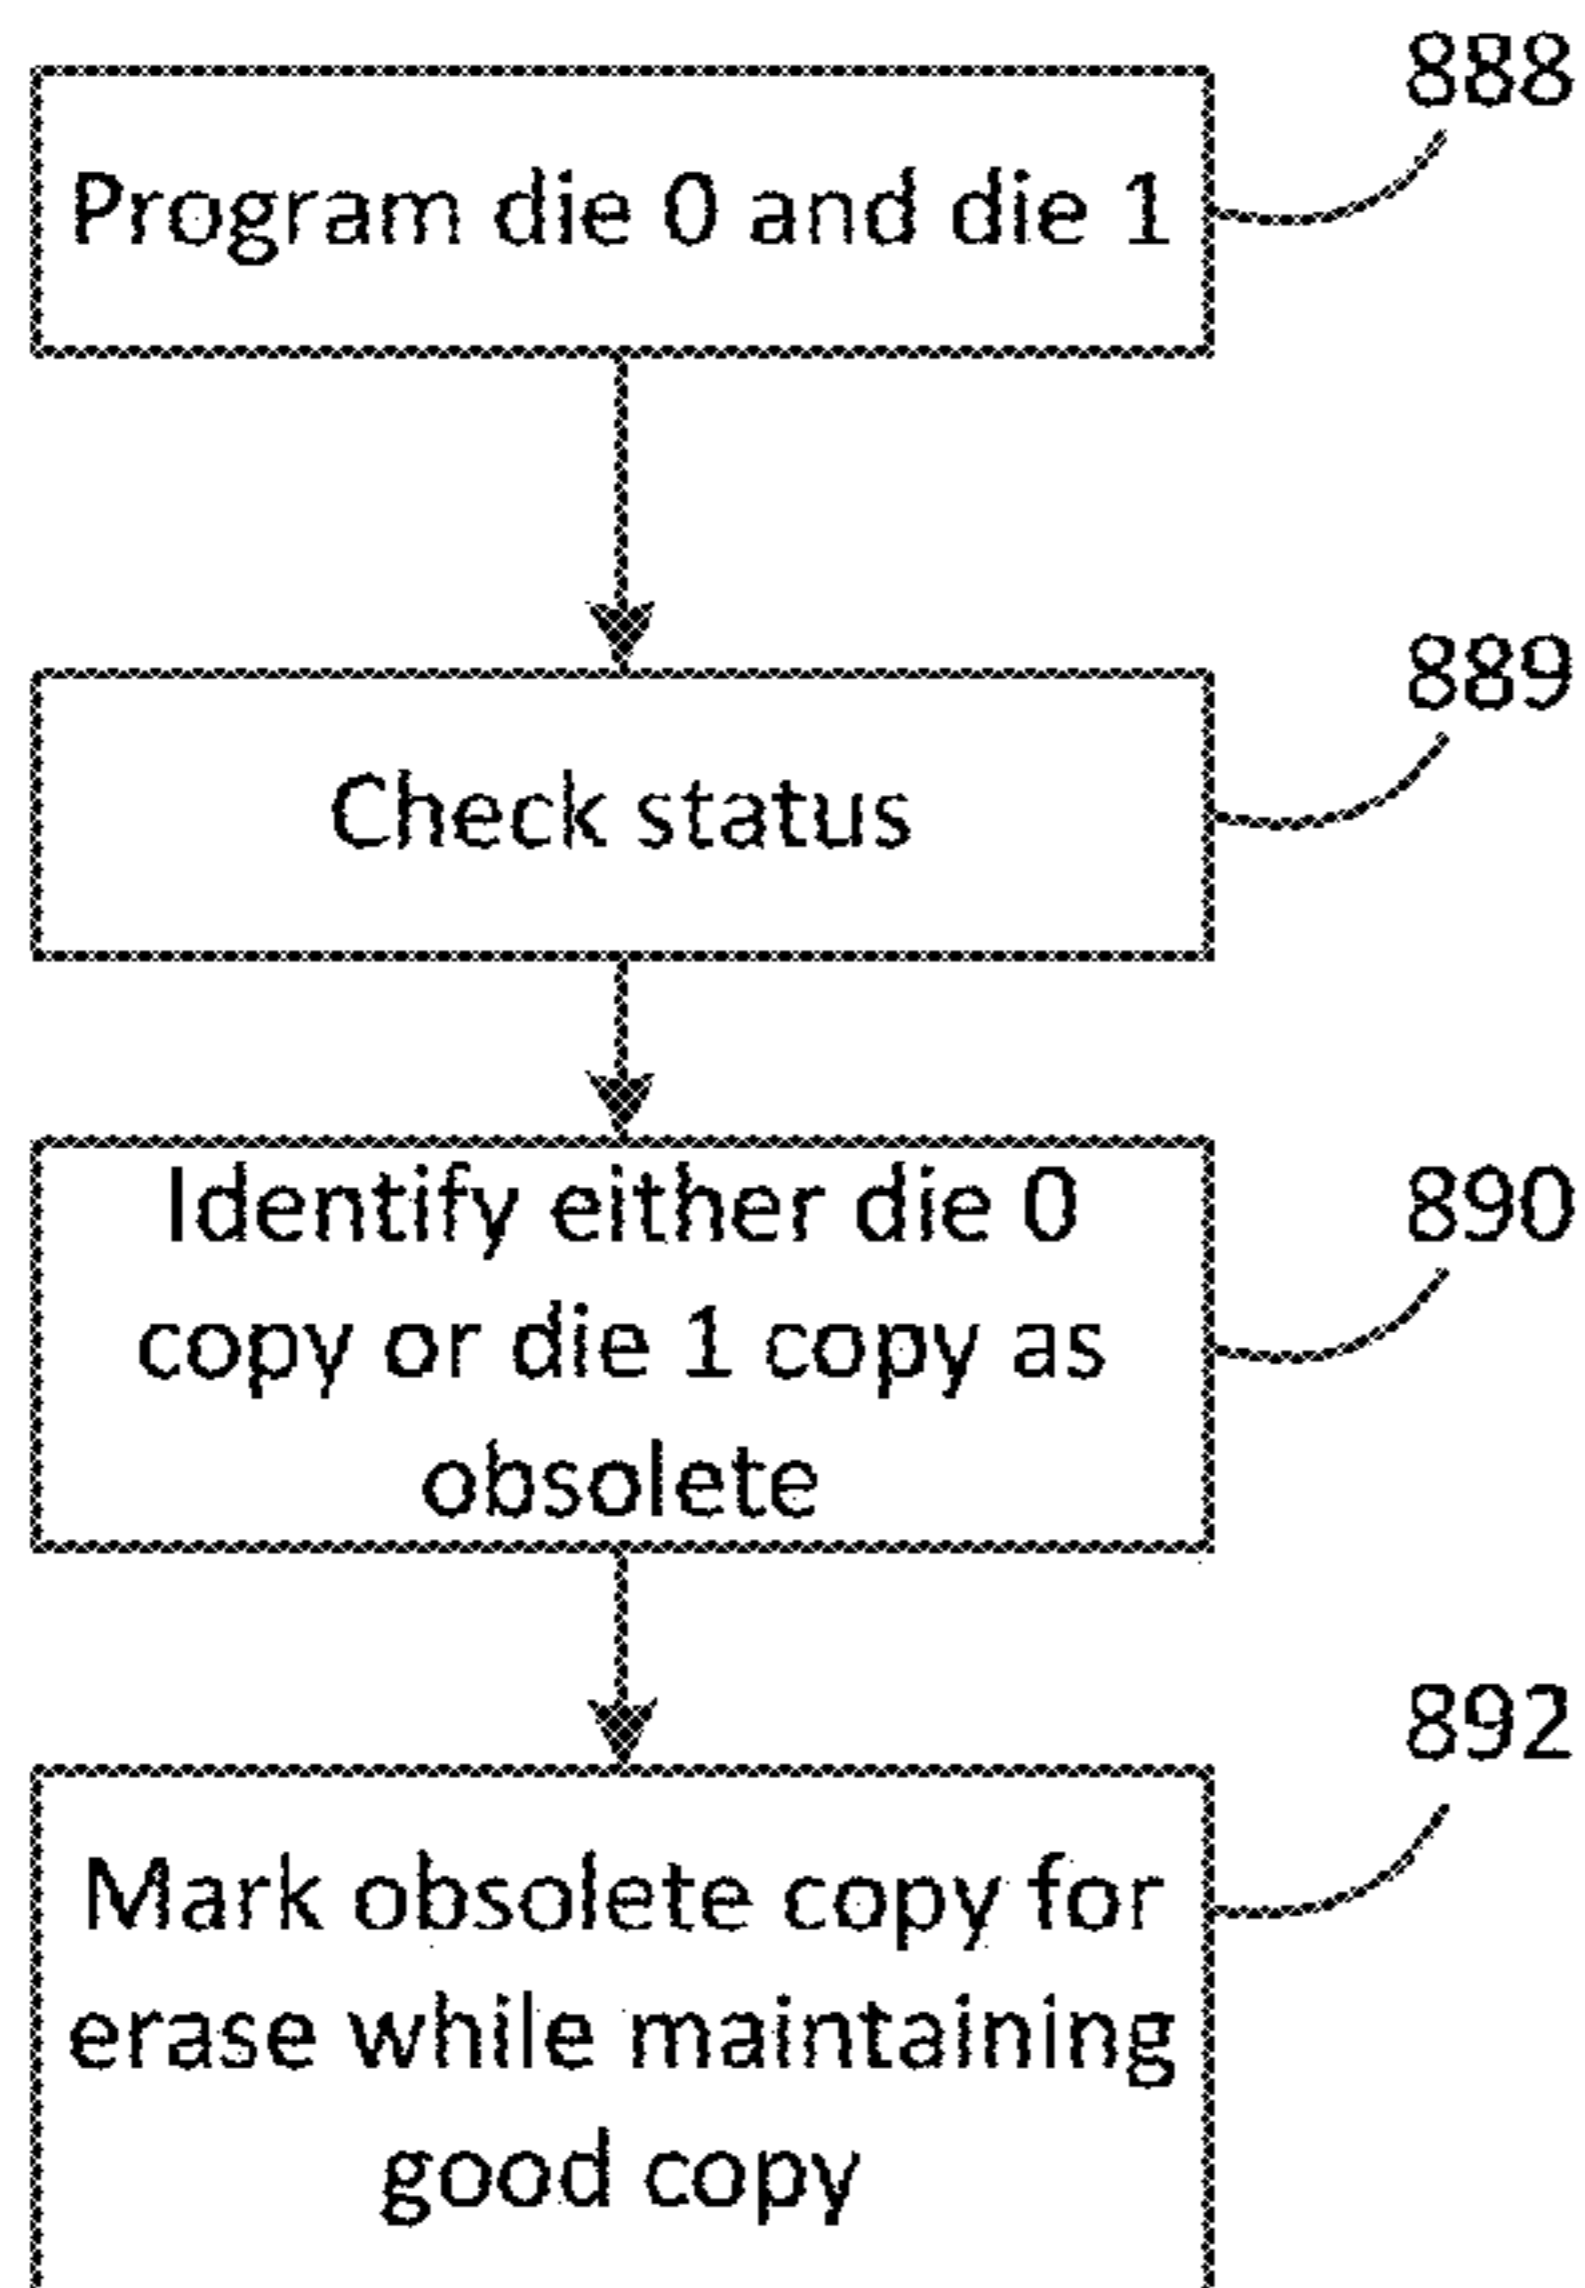 888
Program die 0 and die 1
889
Check status
890
Identify either die 0
copy or die 1 copy as
obsolete
892
Mark obsolete copy for
erase while maintaining
good copy